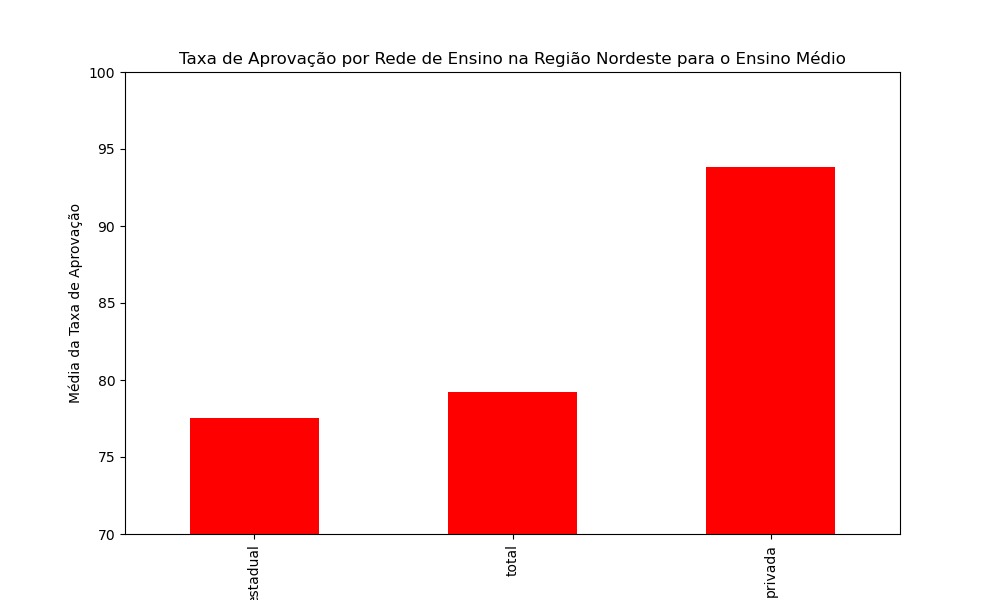 Taxa de Aprovação por Rede de Ensino na Região Nordeste para o Ensino Médio
Média da Taxa de Aprovação
100
95
90
85
80
75
70
estadual
total
privada